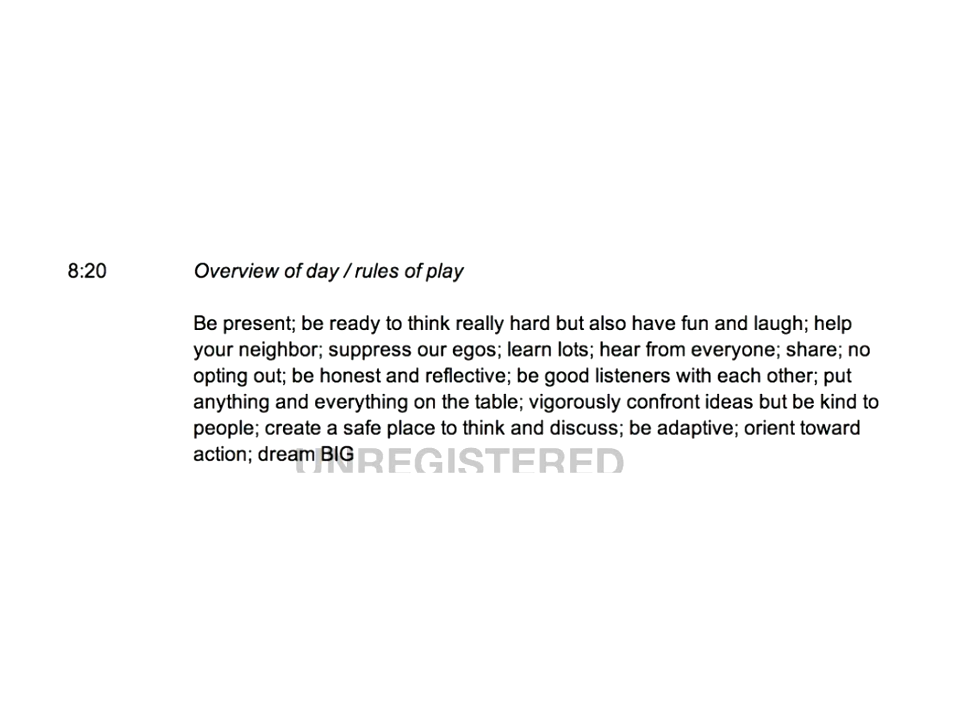 8:20 Overview of day / rules of play
Be present; be ready to think really hard but also have fun and laugh; help
your neighbor; suppress our egos; learn lots; hear from everyone; share; no
opting out; be honest and reflective; be good listeners with each other; put
anything and everything on the table; vigorously confront ideas but be kind to
people; create a safe place to think and discuss; be adaptive; orient toward
action; dream BIG
UNREGISTERED